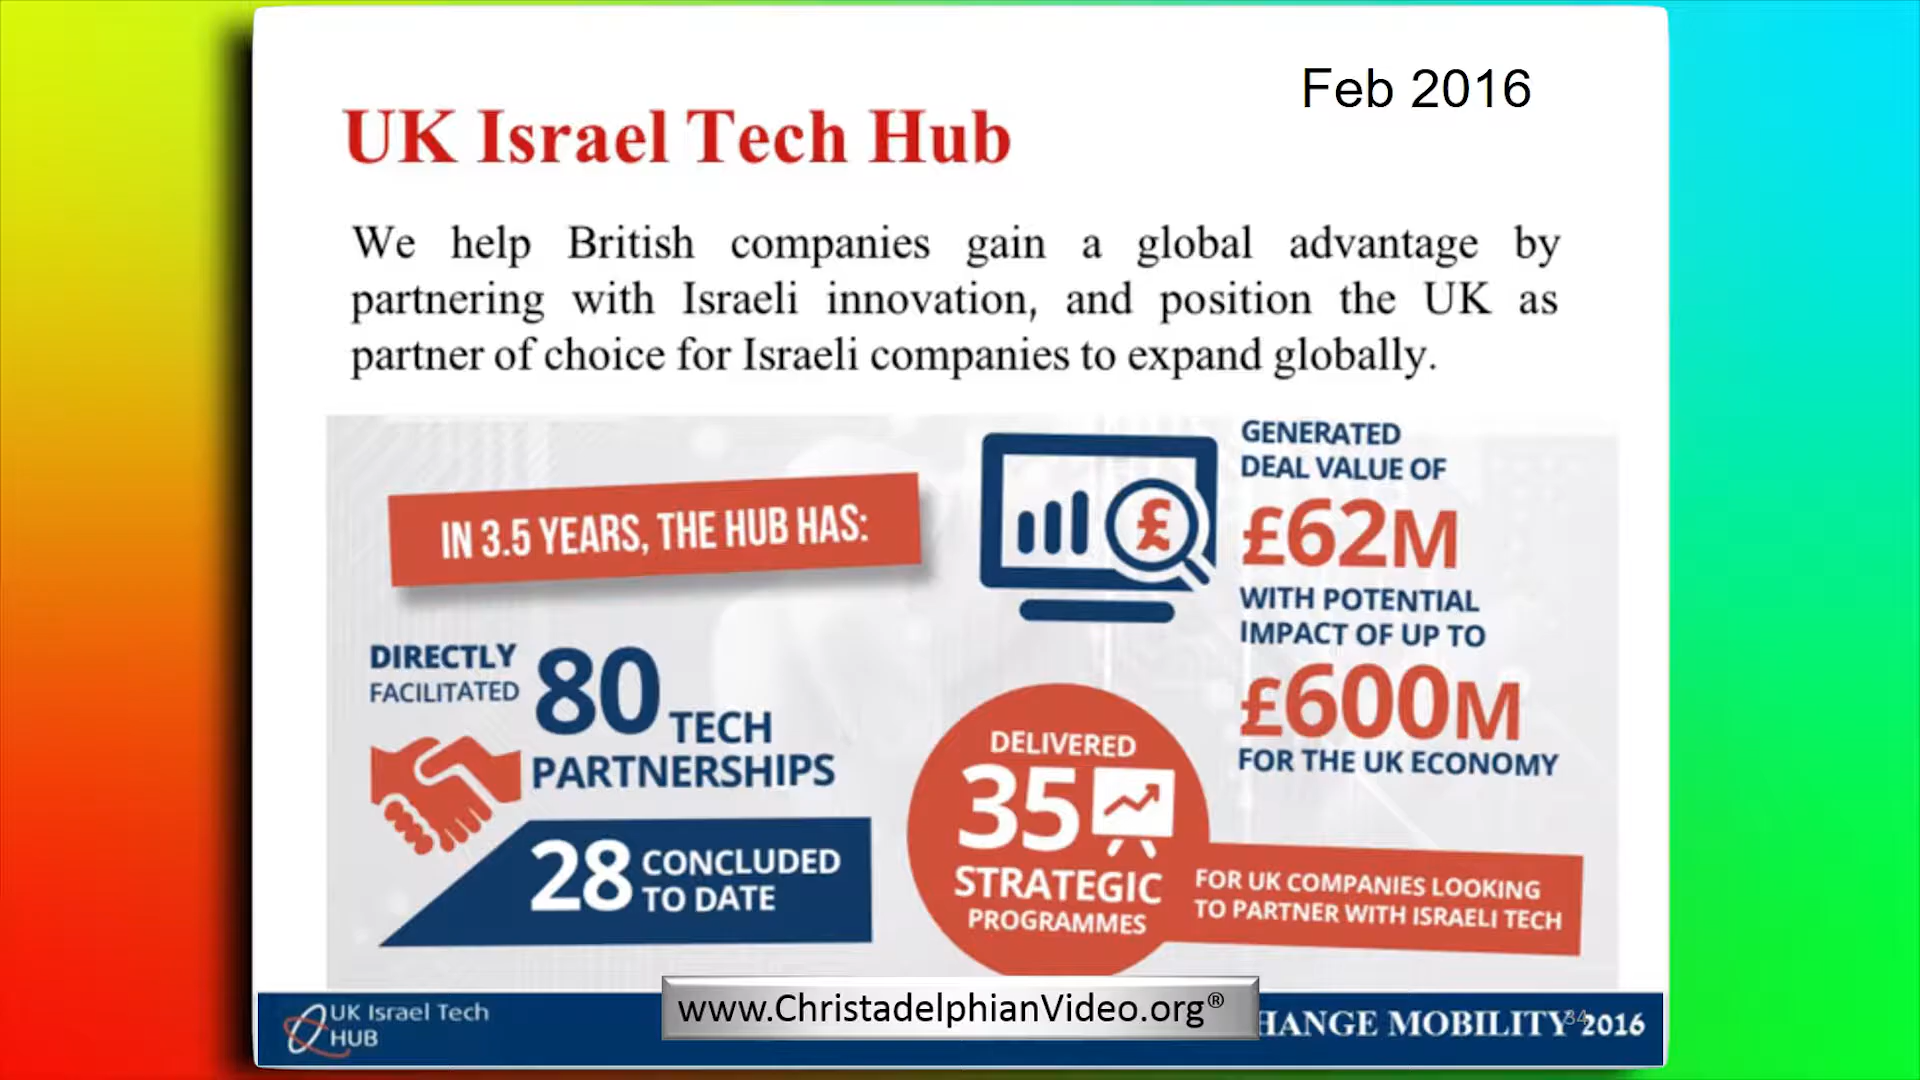 Feb 2016
UK Israel Tech Hub
We help British companies gain a global advantage by
partnering with Israeli innovation, and position the UK as
partner of choice for Israeli companies to expand globally.
IN 3.5 YEARS, THE HUB HAS:
DIRECTLY
FACILITATED
80 TECH
PARTNERSHIPS
28 CONCLUDED
TO DATE
£
GENERATED
DEAL VALUE OF
£62M
WITH POTENTIAL
IMPACT OF UP TO
£600M
FOR THE UK ECONOMY
DELIVERED
35
STRATEGIC
PROGRAMMES
FOR UK COMPANIES LOOKING
TO PARTNER WITH ISRAELI TECH
UK Israel Tech
HUB
www.ChristadelphianVideo.org®
HANGE MOBILITY 2016
34